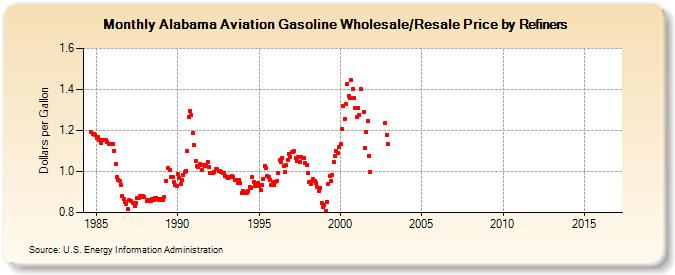 Monthly Alabama Aviation Gasoline Wholesale/Resale Price by Refiners
Dollars per Gallon
1.6
1.4
1.2
1.0
0.8
1985 1990 1995 2000 2005 2010 2015
Source: U.S. Energy Information Administration